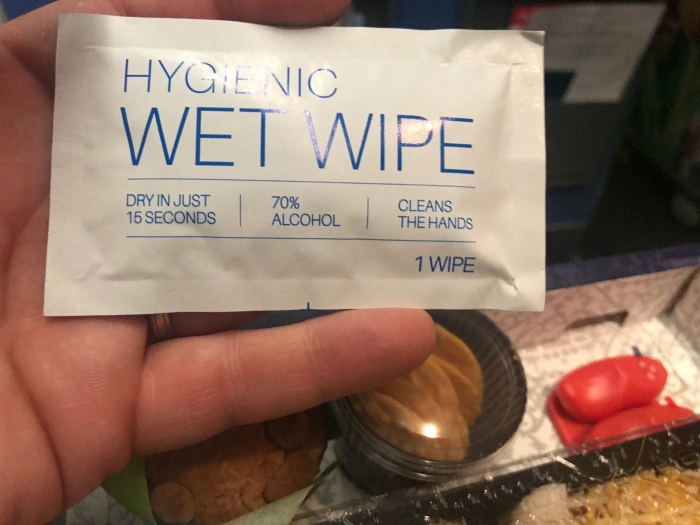 HYGIENIC
WET WIPE
DRY IN JUST
15 SECONDS
70%
ALCOHOL
CLEANS
THE HANDS
1 WIPE